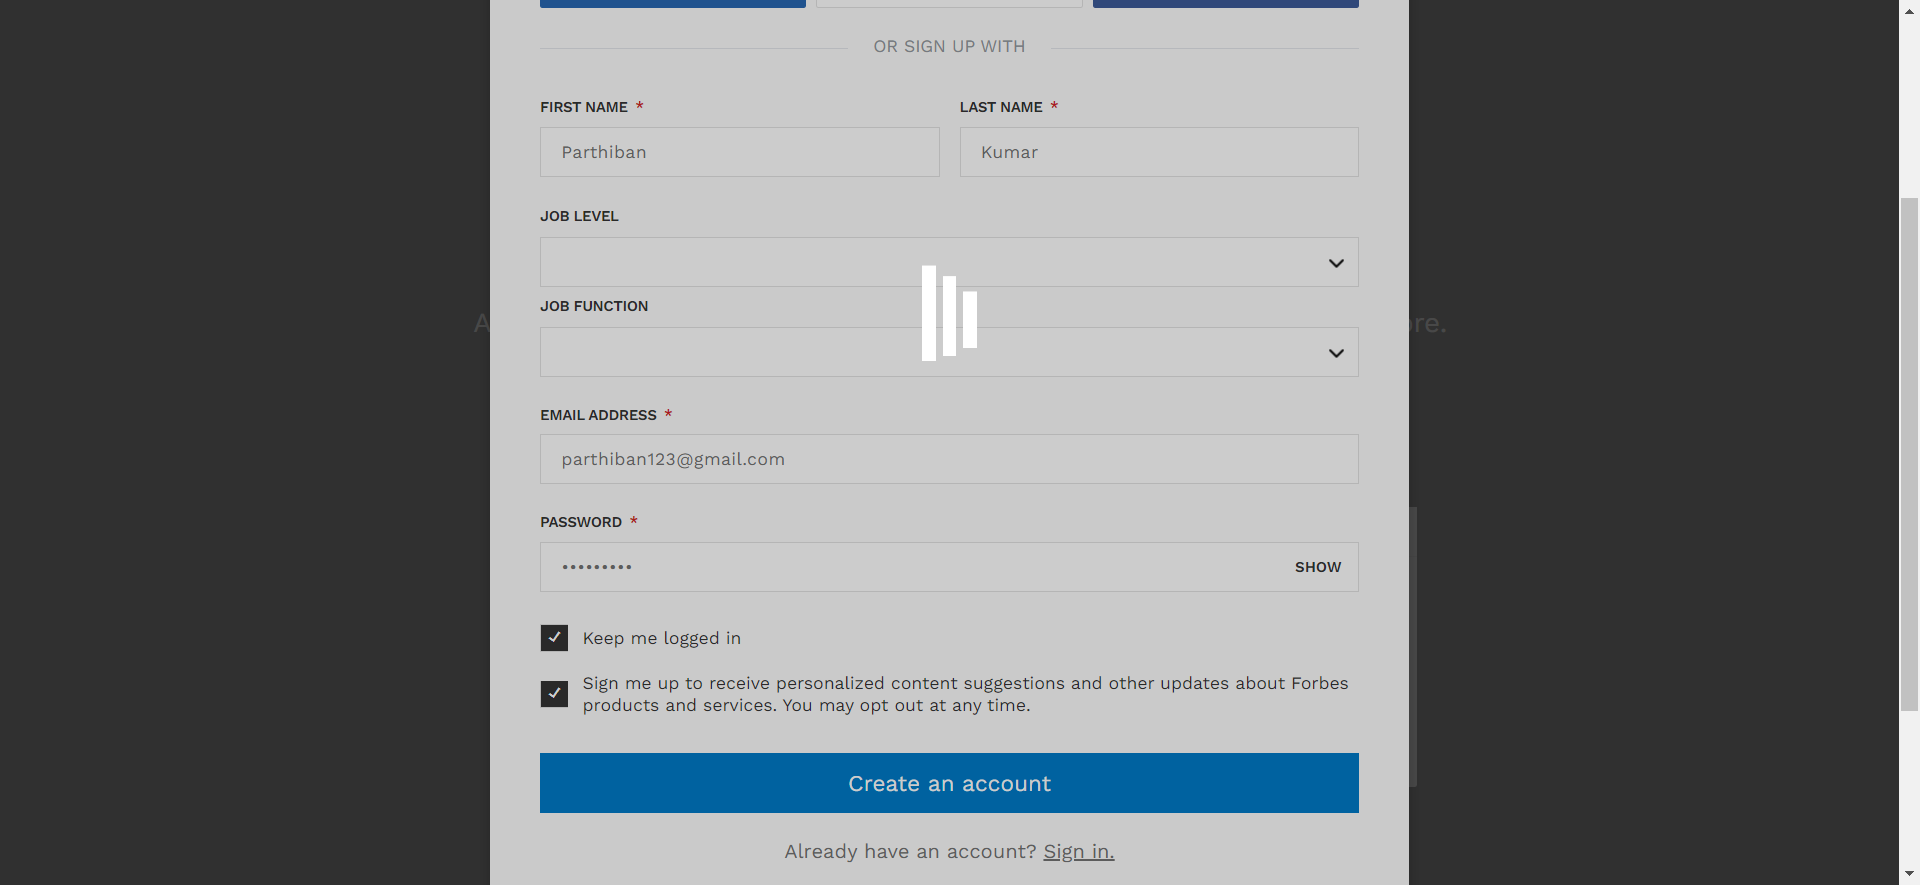 OR SIGN UP WITH
FIRST NAME *
LAST NAME *
Parthiban
Kumar
JOB LEVEL
JOB FUNCTION
A
ore.
EMAIL ADDRESS *
parthiban123@gmail.com
PASSWORD *
•••••••••
SHOW
Keep me logged in
Sign me up to receive personalized content suggestions and other updates about Forbes
products and services. You may opt out at any time.
Create an account
Already have an account? Sign in.